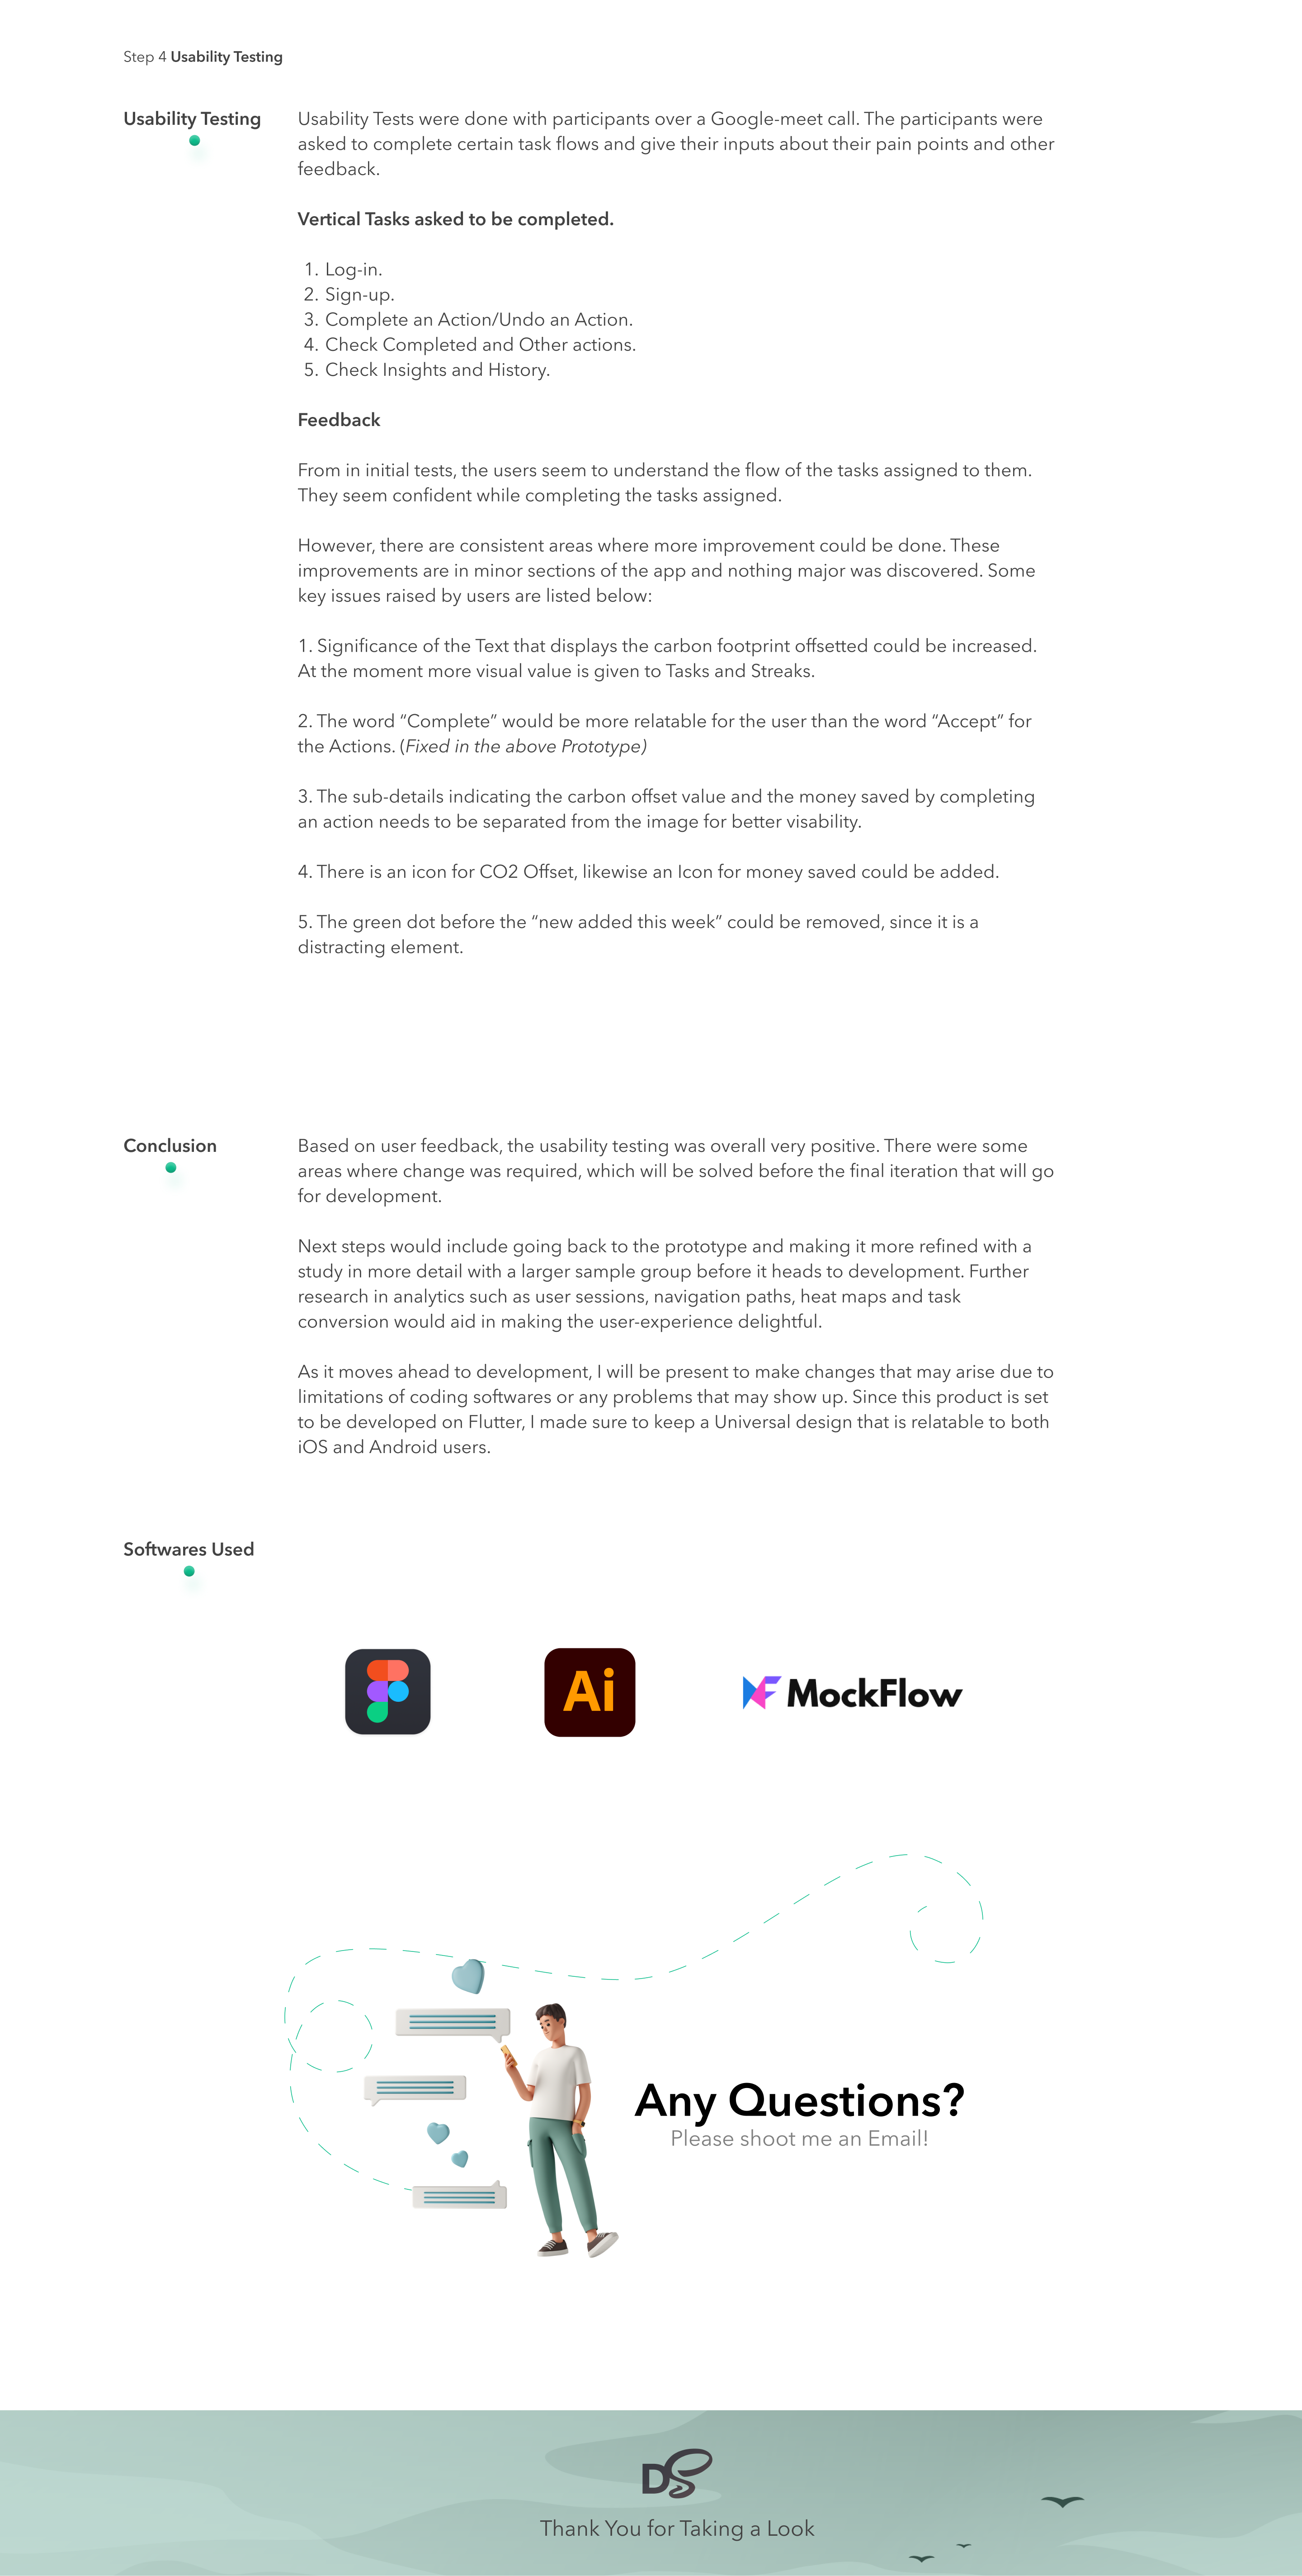 Step 4 Usability Testing
Usability Testing
Usability Tests were done with participants over a Google-meet call. The participants were
asked to complete certain task flows and give their inputs about their pain points and other
feedback.
Vertical Tasks asked to be completed.
1. Log-in.
2. Sign-up.
3. Complete an Action/Undo an Action.
4. Check Completed and Other actions.
5. Check Insights and History.
Feedback
From in initial tests, the users seem to understand the flow of the tasks assigned to them.
They seem confident while completing the tasks assigned.
However, there are consistent areas where more improvement could be done. These
improvements are in minor sections of the app and nothing major was discovered. Some
key issues raised by users are listed below:
1. Significance of the Text that displays the carbon footprint offsetted could be increased.
At the moment more visual value is given to Tasks and Streaks.
2. The word “Complete” would be more relatable for the user than the word “Accept” for
the Actions. (Fixed in the above Prototype)
3. The sub-details indicating the carbon offset value and the money saved by completing
an action needs to be separated from the image for better visability.
4. There is an icon for CO2 Offset, likewise an Icon for money saved could be added.
5. The green dot before the “new added this week” could be removed, since it is a
distracting element.
Conclusion
Based on user feedback, the usability testing was overall very positive. There were some
areas where change was required, which will be solved before the final iteration that will go
for development.
Next steps would include going back to the prototype and making it more refined with a
study in more detail with a larger sample group before it heads to development. Further
research in analytics such as user sessions, navigation paths, heat maps and task
conversion would aid in making the user-experience delightful.
As it moves ahead to development, I will be present to make changes that may arise due to
limitations of coding softwares or any problems that may show up. Since this product is set
to be developed on Flutter, I made sure to keep a Universal design that is relatable to both
iOS and Android users.
Softwares Used
Ai
MockFlow
Any Questions?
Please shoot me an Email!
DS
Thank You for Taking a Look